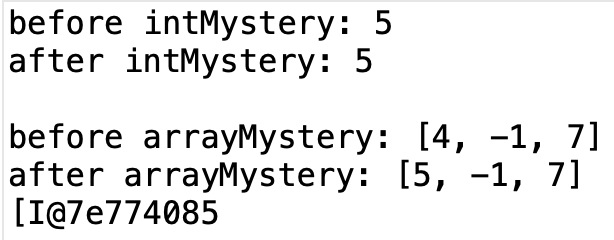 before intMystery: 5
after intMystery: 5
before arrayMystery: [4, -1, 7]
after arrayMystery: [5, -1, 7]
[I@7e774085